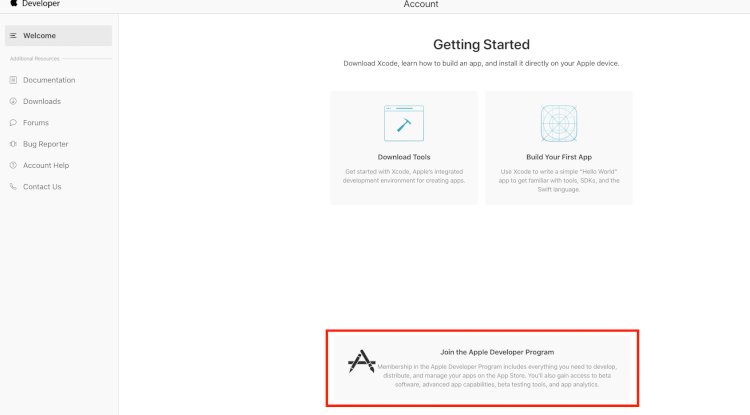 Developer
Account
Welcome
Additional Resources
Documentation
Downloads
Forums
Bug Reporter
Account Help
Contact Us
Getting Started
Download Xcode, learn how to build an app, and install it directly on your Apple device.
Download Tools
Get started with Xcode, Apple's integrated
development environment for creating apps.
Build Your First App
Use Xcode to write a simple "Hello World"
app to get familiar with tools, SDKs, and the
Swift language.
Join the Apple Developer Program
Membership in the Apple Developer Program includes everything you need to develop,
distribute, and manage your apps on the App Store. You'll also gain access to beta
software, advanced app capabilities, beta testing tools, and app analytics.